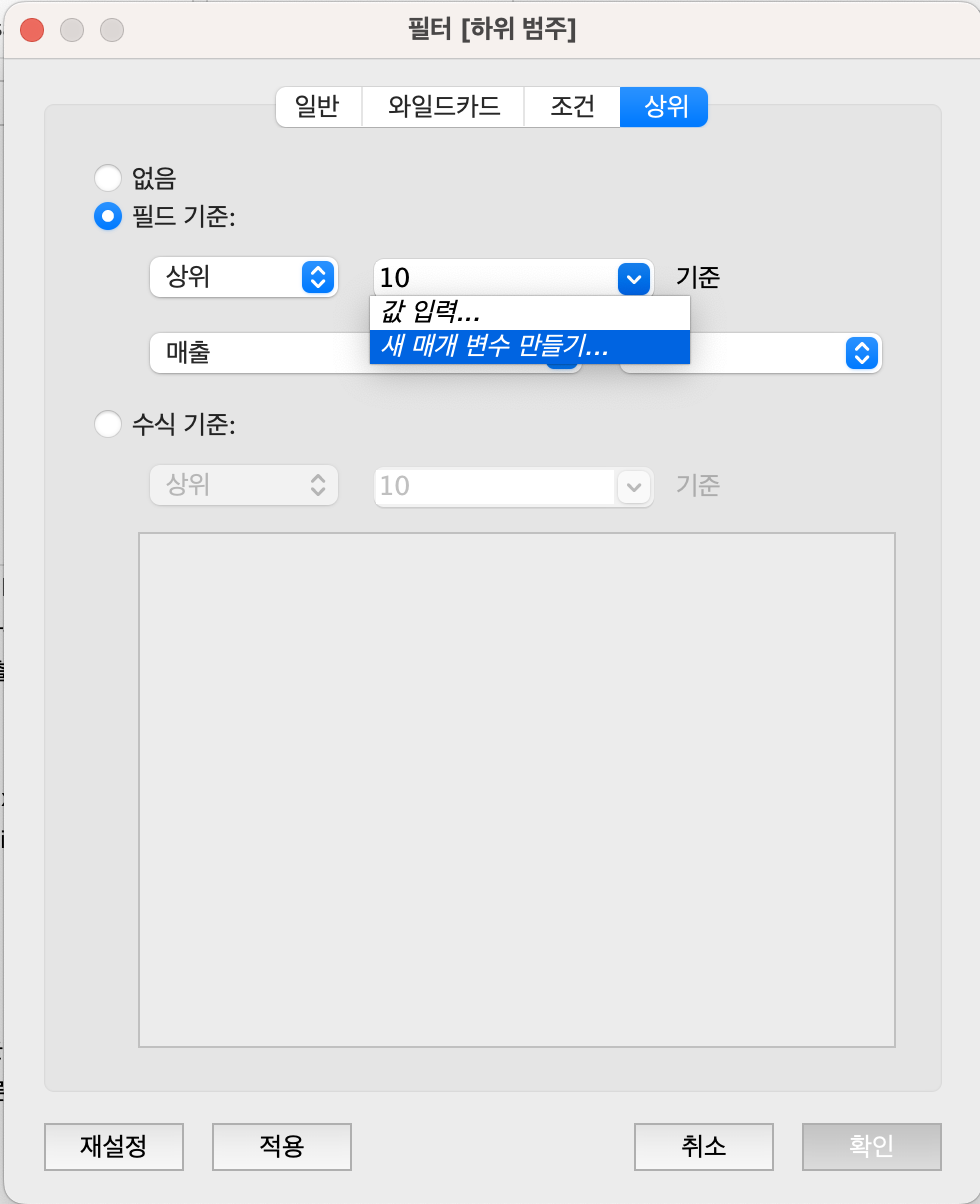 필터 [하위 범주]
일반 와일드카드 조건 상위
없음
필드 기준:
상위 10 기준
값 입력...
새 매개 변수 만들기...
매출
수식 기준:
상위 10 기준
재설정 적용 취소 확인